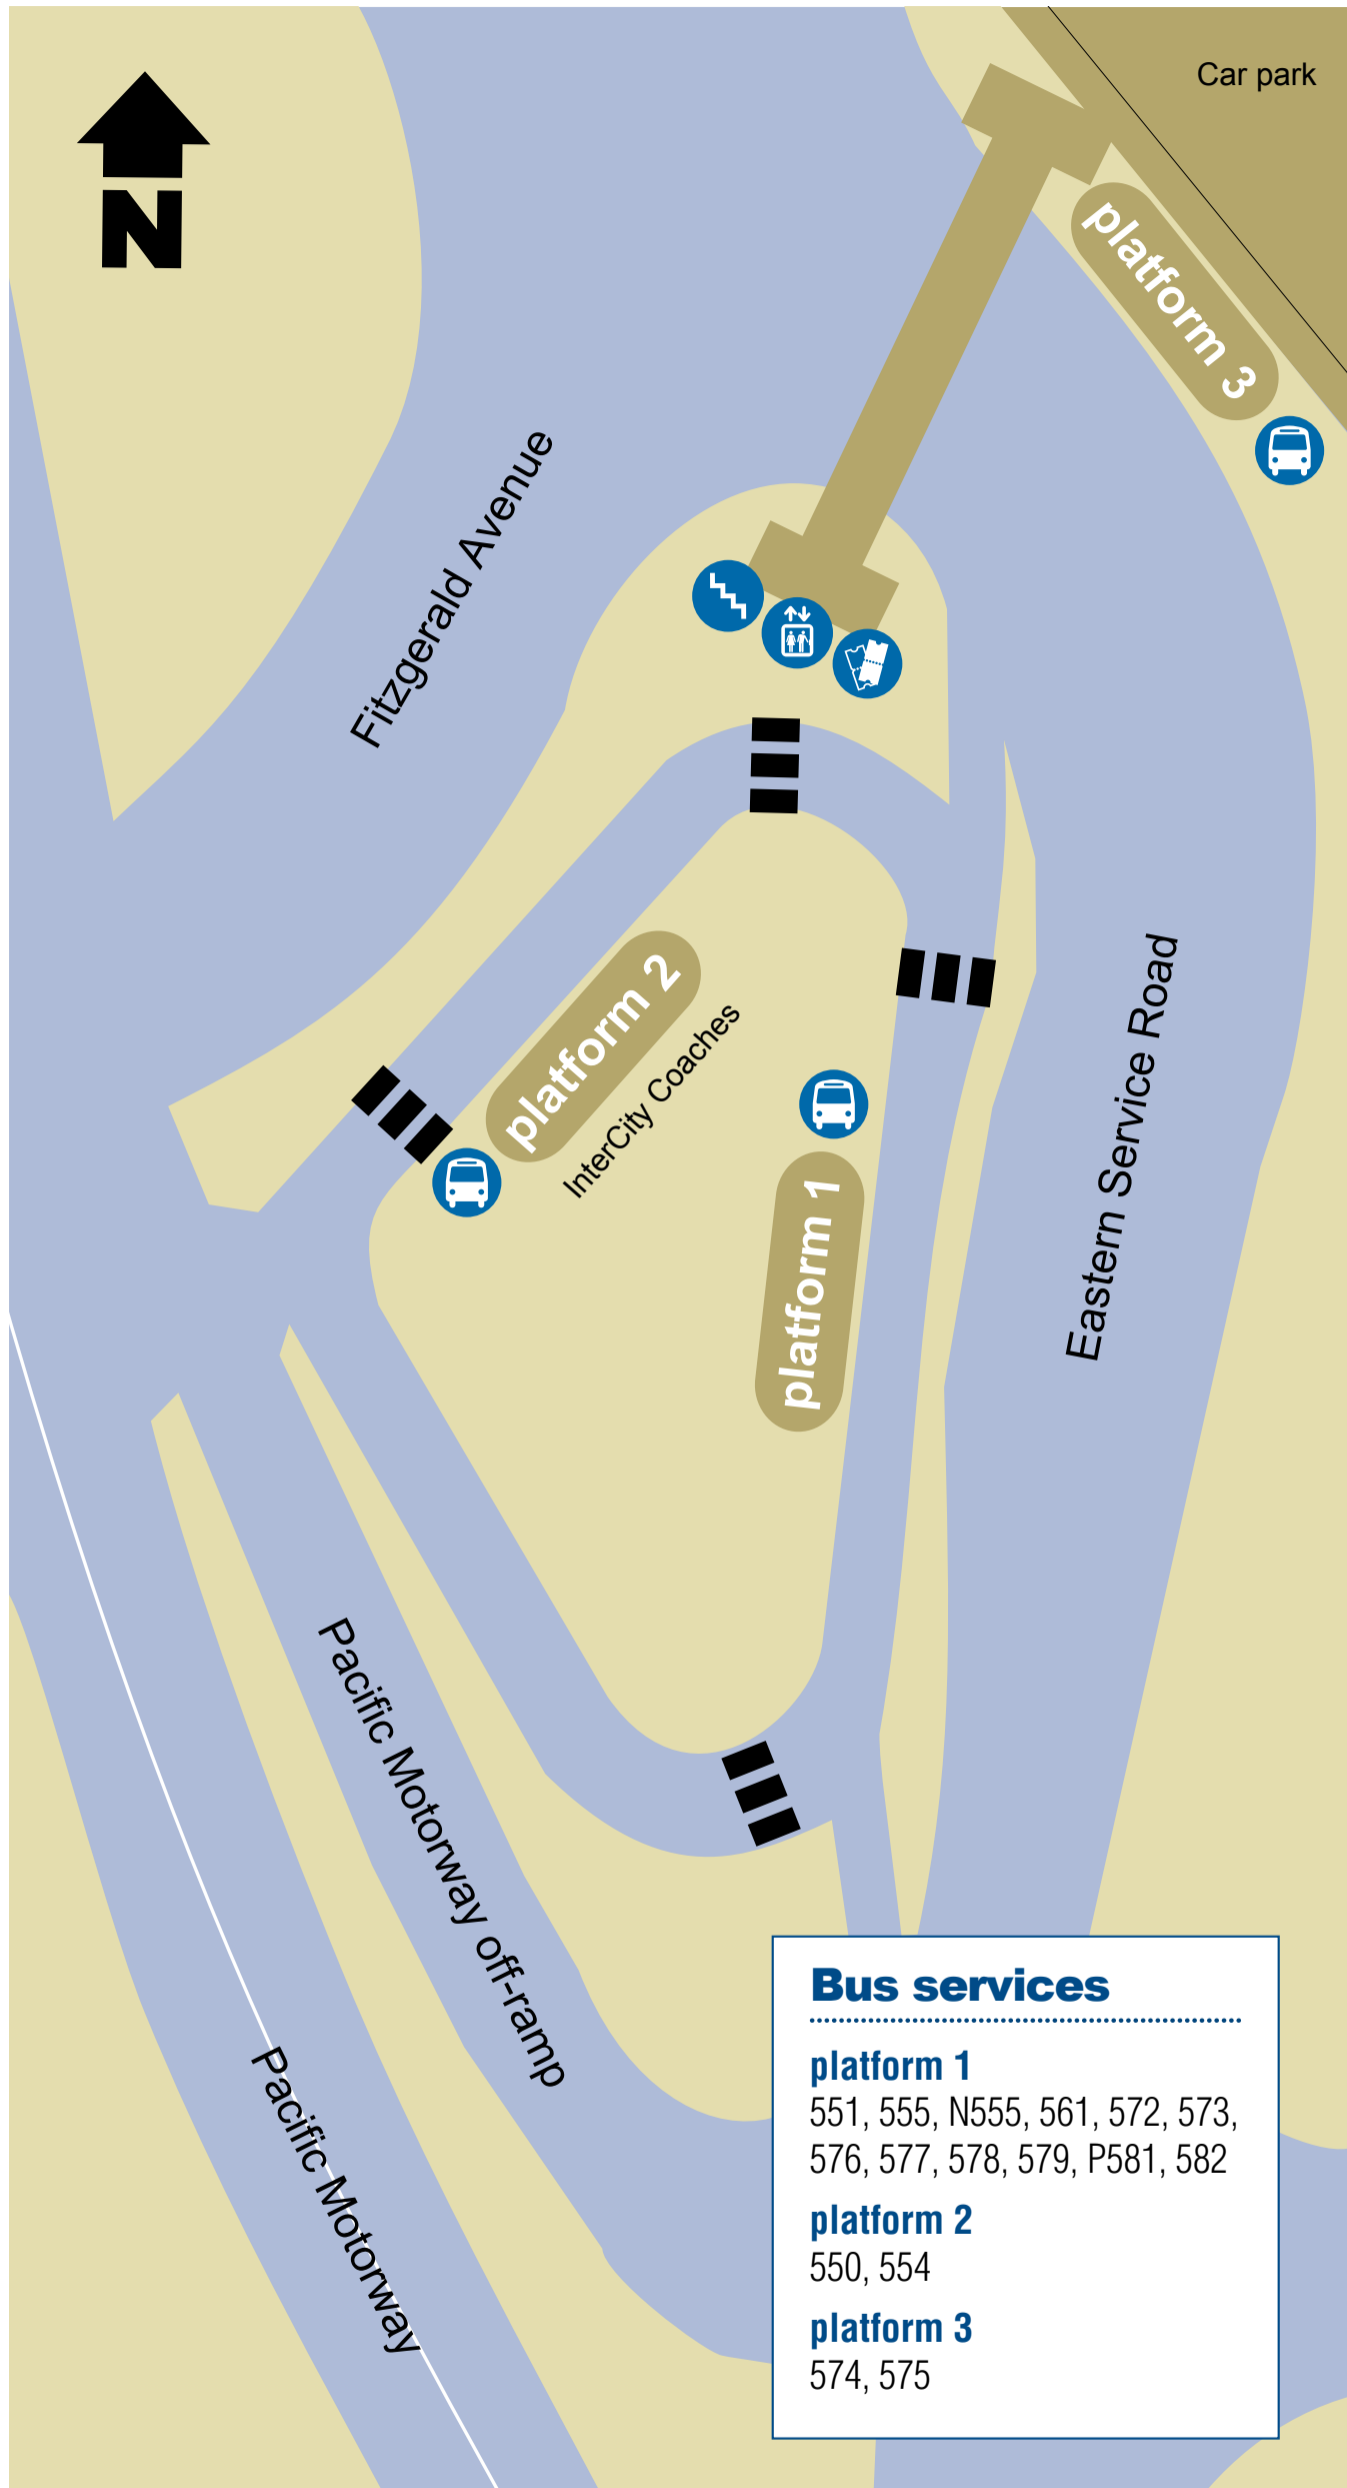 Car park
N
platform 3
Fitzgerald Avenue
platform 2
InterCity Coaches
platform 1
Eastern Service Road
Pacific Motorway off-ramp
Pacific Motorway
Bus services
platform 1
551, 555, N555, 561, 572, 573,
576, 577, 578, 579, P581, 582
platform 2
550, 554
platform 3
574, 575